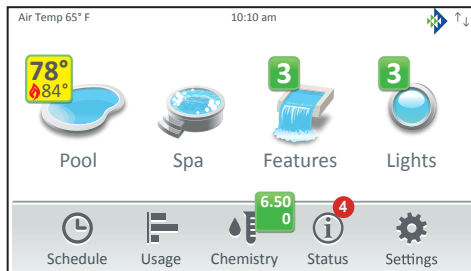 Air Temp 65° F 10:10 am
78°
84°
3
3
Pool Spa Features Lights
6.50
0
4
Schedule Usage Chemistry Status Settings